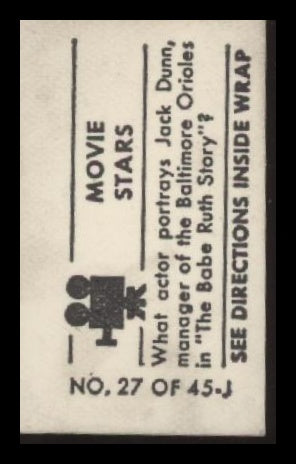 MOVIE
STARS
What actor portrays Jack Dunn,
manager of the Baltimore Orioles
in "The Babe Ruth Story"?
SEE DIRECTIONS INSIDE WRAP
NO. 27 OF 45-J